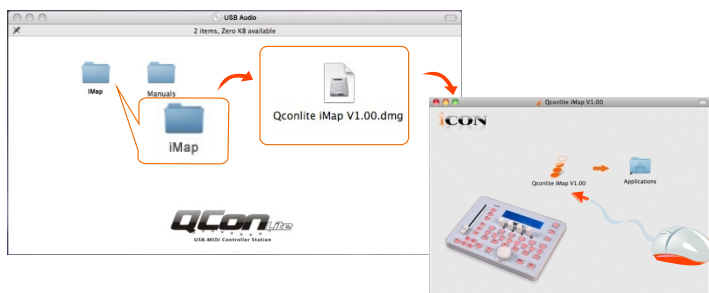 USB Audio
2 items, Zero KB available
iMap
Manuals
iMap
Qconlite iMap V1.00.dmg
QCon Lite
USB-MIDI Controller Station
Qconlite iMap V1.00
iCON
Qconlite iMap V1.00
Applications